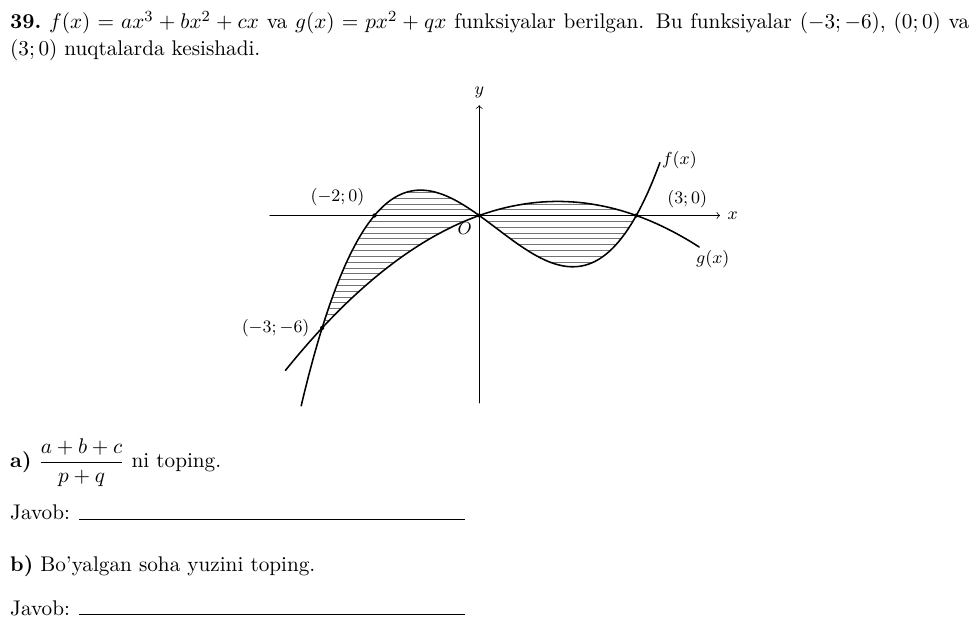 39. f(x) = ax³ + bx² + cx va g(x) = px² + qx funksiyalar berilgan. Bu funksiyalar (−3; −6), (0; 0) va
(3; 0) nuqtalarda kesishadi.
y
f(x)
(−2; 0)
(3; 0)
x
O
g(x)
(−3; −6)
a) (a + b + c)/(p + q) ni toping.
Javob:
b) Bo'yalgan soha yuzini toping.
Javob: